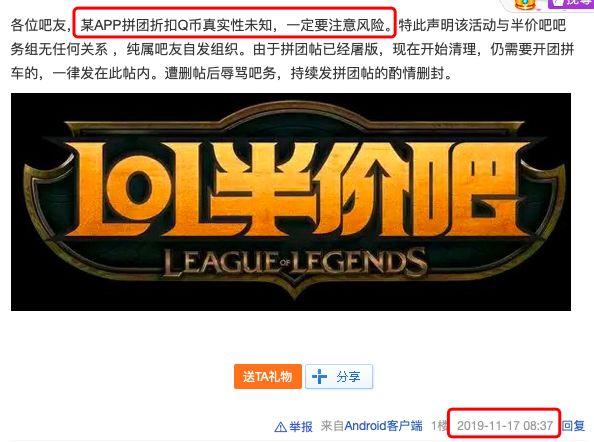 各位吧友，某APP拼团折扣Q币真实性未知，一定要注意风险。特此声明该活动与半价吧吧
务组无任何关系 ，纯属吧友自发组织。由于拼团帖已经屠版，现在开始清理，仍需要开团拼
车的，一律发在此帖内。遭删帖后辱骂吧务，持续发拼团帖的酌情删封。
LOL半价吧
LEAGUE OF LEGENDS
送TA礼物
分享
举报 来自Android客户端 1楼 2019-11-17 08:37 回复